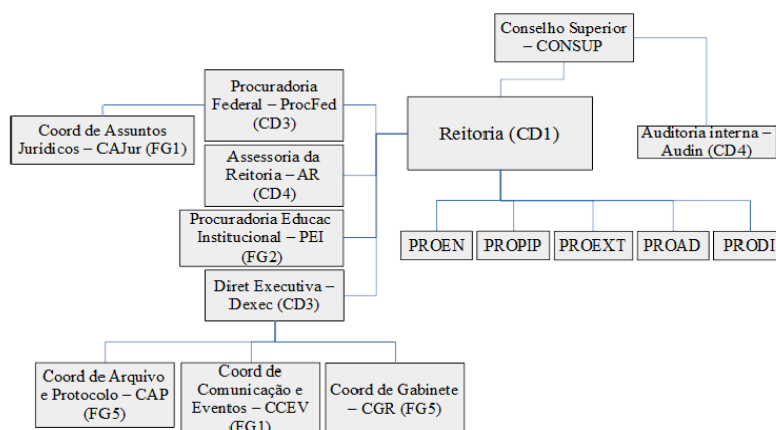 Conselho Superior
– CONSUP
Procuradoria
Federal – ProcFed
(CD3)
Reitoria (CD1)
Coord de Assuntos
Jurídicos – CAJur (FG1)
Auditoria interna –
Audin (CD4)
Assessoria da
Reitoria – AR
(CD4)
Procuradoria Educac
Institucional – PEI
(FG2)
PROEN
PROPIP
PROEXT
PROAD
PRODI
Diret Executiva –
Dexec (CD3)
Coord de Arquivo
e Protocolo – CAP
(FG5)
Coord de
Comunicação e
Eventos – CCEV
(FG1)
Coord de Gabinete
– CGR (FG5)